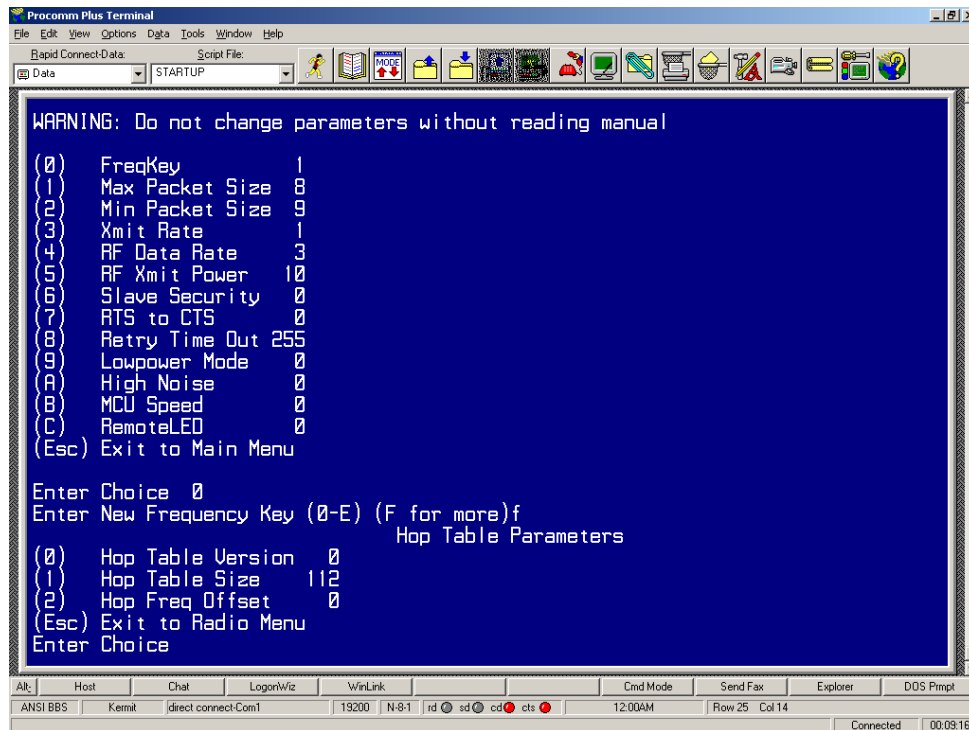 Procomm Plus Terminal
File Edit View Options Data Tools Window Help
Rapid Connect-Data: Script File:
Data STARTUP
MODE
WARNING: Do not change parameters without reading manual
(0) FreqKey 1
(1) Max Packet Size 8
(2) Min Packet Size 9
(3) Xmit Rate 1
(4) RF Data Rate 3
(5) RF Xmit Power 10
(6) Slave Security 0
(7) RTS to CTS 0
(8) Retry Time Out 255
(9) Lowpower Mode 0
(A) High Noise 0
(B) MCU Speed 0
(C) RemoteLED 0
(Esc) Exit to Main Menu
Enter Choice 0
Enter New Frequency Key (0-E) (F for more)f
Hop Table Parameters
(0) Hop Table Version 0
(1) Hop Table Size 112
(2) Hop Freq Offset 0
(Esc) Exit to Radio Menu
Enter Choice
Alt: Host Chat LogonWiz WinLink Cmd Mode Send Fax Explorer DOS Prmpt
ANSI BBS Kermit direct connect-Com1 19200 N-8-1 rd sd cd cts 12:00AM Row 25 Col 14
Connected 00:09:16